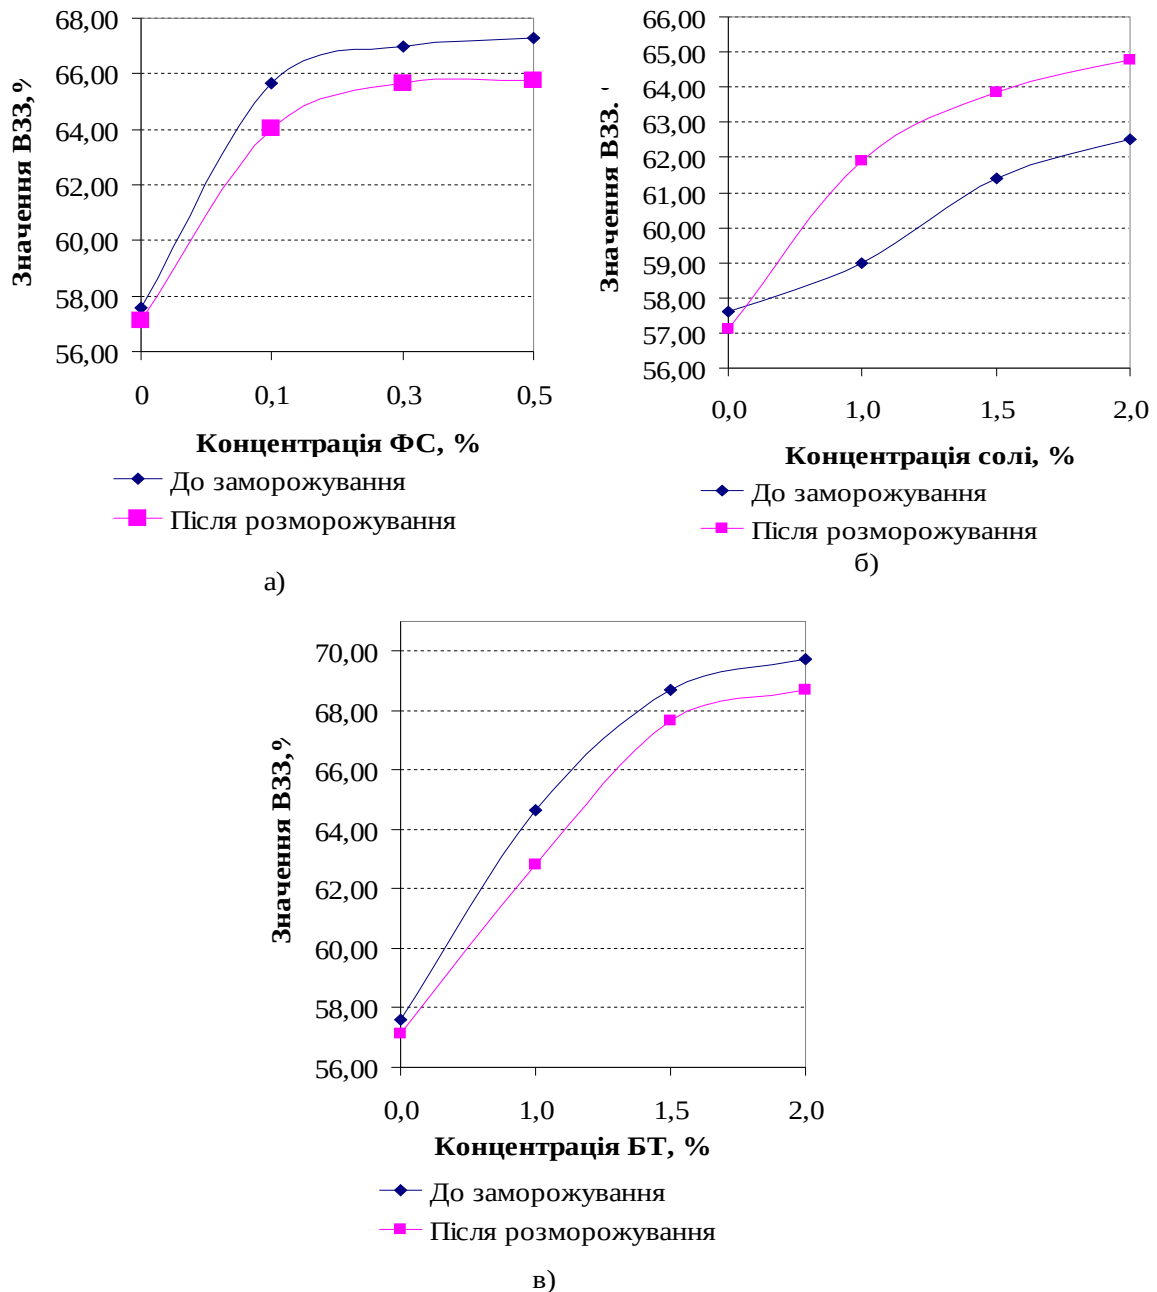 68,00
66,00
64,00
62,00
60,00
58,00
56,00
Значення ВЗЗ,%
0 0,1 0,3 0,5
Концентрація ФС, %
До заморожування
Після розморожування
а)
66,00
65,00
64,00
63,00
62,00
61,00
60,00
59,00
58,00
57,00
56,00
Значення ВЗЗ.
0,0 1,0 1,5 2,0
Концентрація солі, %
До заморожування
Після розморожування
б)
70,00
68,00
66,00
64,00
62,00
60,00
58,00
56,00
Значення ВЗЗ,%
0,0 1,0 1,5 2,0
Концентрація БТ, %
До заморожування
Після розморожування
в)